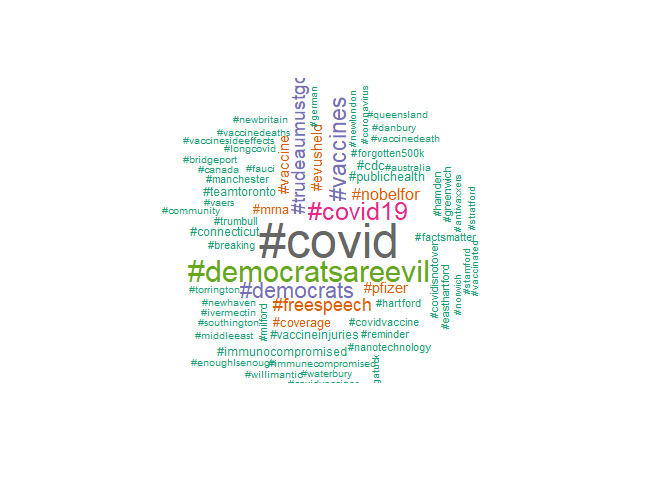 #newbritain
#vaccinedeaths
#vaccinesideeffects
#longcovid
#bridgeport
#canada
#fauci
#manchester
#teamtoronto
#vaers
#community
#mrna
#trumbull
#connecticut
#breaking
#vaccine
#trudeaumustgo
#german
#evusheld
#vaccines
#newlondon
#coronavirus
#queensland
#danbury
#vaccinedeath
#forgotten500k
#cdc
#australia
#publichealth
#nobelfor
#covid19
#hamden
#greenwich
#antivaxxers
#stratford
#factsmatter
#covid
#democratsareevil
#torrington
#democrats
#pfizer
#newhaven
#freespeech
#hartford
#ivermectin
#southington
#milford
#coverage
#covidvaccine
#middleeast
#vaccineinjuries
#reminder
#immunocompromised
#nanotechnology
#enoughIsenough
#immunecompromised
#willimantic
#waterbury
#covidisnotover
#easthartford
#norwich
#stamford
#vaccinated